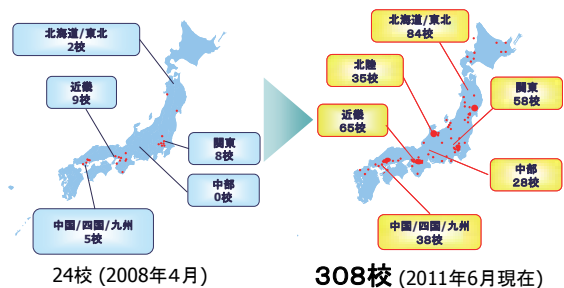 北海道/東北
2校
近畿
9校
関東
8校
中部
0校
中国/四国/九州
5校
24校 (2008年4月)
北海道/東北
84校
北陸
35校
関東
58校
近畿
65校
中部
28校
中国/四国/九州
38校
308校 (2011年6月現在)